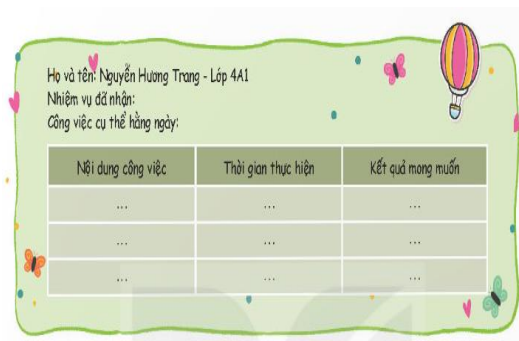 Họ và tên: Nguyễn Hương Trang - Lớp 4A1
Nhiệm vụ đã nhận:
Công việc cụ thể hằng ngày:
Nội dung công việc Thời gian thực hiện Kết quả mong muốn
... ... ...
... ... ...
... ... ...